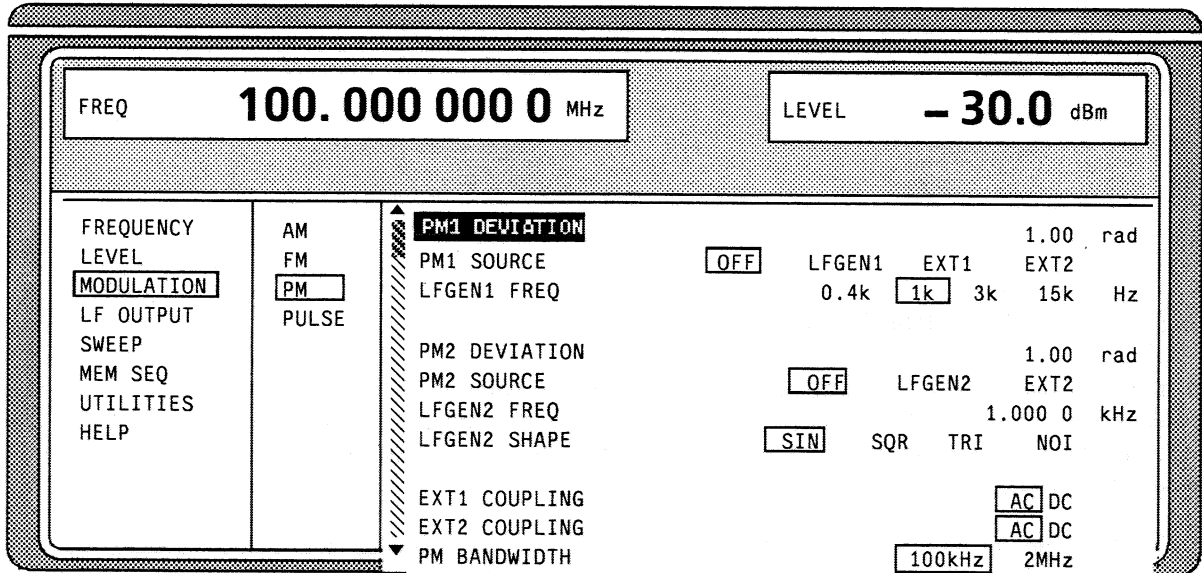 FREQ 100.000 000 0 MHz
LEVEL – 30.0 dBm
FREQUENCY
LEVEL
MODULATION
LF OUTPUT
SWEEP
MEM SEQ
UTILITIES
HELP
AM
FM
PM
PULSE
PM1 DEVIATION 1.00 rad
PM1 SOURCE OFF LFGEN1 EXT1 EXT2
LFGEN1 FREQ 0.4k 1k 3k 15k Hz
PM2 DEVIATION 1.00 rad
PM2 SOURCE OFF LFGEN2 EXT2
LFGEN2 FREQ 1.000 0 kHz
LFGEN2 SHAPE SIN SQR TRI NOI
EXT1 COUPLING AC DC
EXT2 COUPLING AC DC
PM BANDWIDTH 100kHz 2MHz